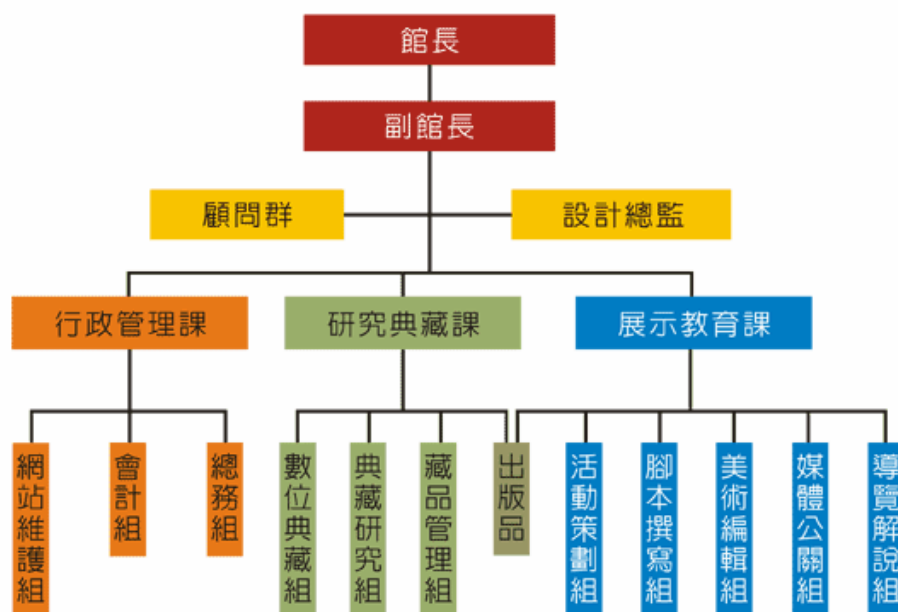 館長
副館長
顧問群
設計總監
行政管理課
研究典藏課
展示教育課
網站維護組
會計組
總務組
數位典藏組
典藏研究組
藏品管理組
出版品
活動策劃組
腳本撰寫組
美術編輯組
媒體公關組
導覽解說組